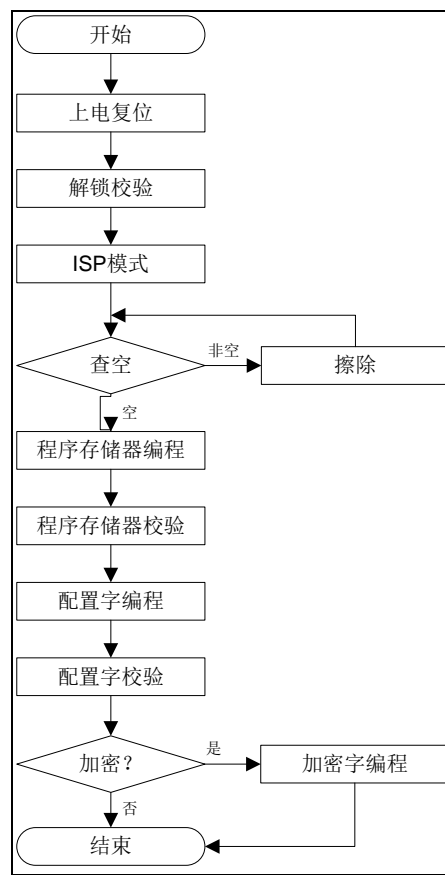 开始
上电复位
解锁校验
ISP模式
查空
非空
擦除
空
程序存储器编程
程序存储器校验
配置字编程
配置字校验
加密？
是
加密字编程
否
结束